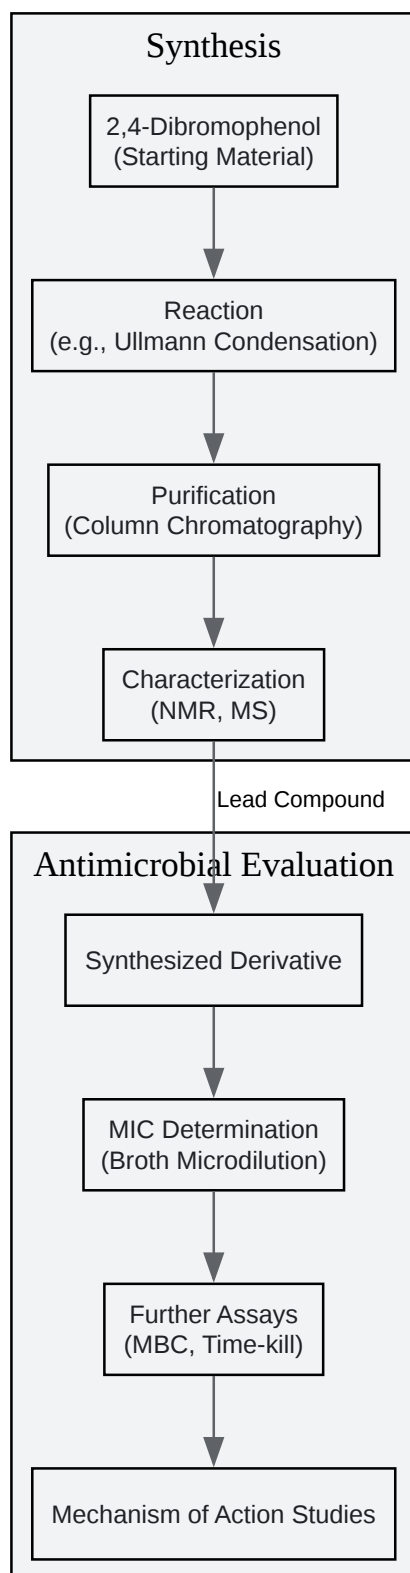 Synthesis
2,4-Dibromophenol
(Starting Material)
Reaction
(e.g., Ullmann Condensation)
Purification
(Column Chromatography)
Characterization
(NMR, MS)
Lead Compound
Antimicrobial Evaluation
Synthesized Derivative
MIC Determination
(Broth Microdilution)
Further Assays
(MBC, Time-kill)
Mechanism of Action Studies